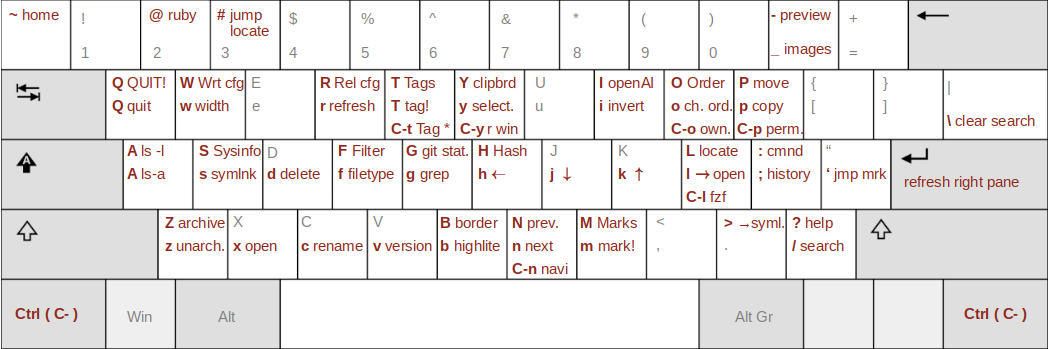 ~ home
!
1
@ ruby
2
# jump
locate
3
$
4
%
5
^
6
&
7
*
8
(
9
)
0
- preview
_ images
+
=
Q QUIT!
Q quit
W Wrt cfg
w width
E
e
R Rel cfg
r refresh
T Tags
T tag!
C-t Tag *
Y clipbrd
y select.
C-y r win
U
u
I openAI
i invert
O Order
o ch. ord.
C-o own.
P move
p copy
C-p perm.
{
[
}
]
|
\ clear search
A ls -l
A ls-a
S Sysinfo
s symlnk
D
d delete
F Filter
f filetype
G git stat.
g grep
H Hash
h ←
J
j ↓
K
k ↑
L locate
l → open
C-l fzf
: cmnd
; history
“
‘ jmp mrk
refresh right pane
Z archive
z unarch.
X
x open
C
c rename
V
v version
B border
b highlite
N prev.
n next
C-n navi
M Marks
m mark!
<
,
> →syml.
.
? help
/ search
Ctrl ( C- )
Win
Alt
Alt Gr
Ctrl ( C- )